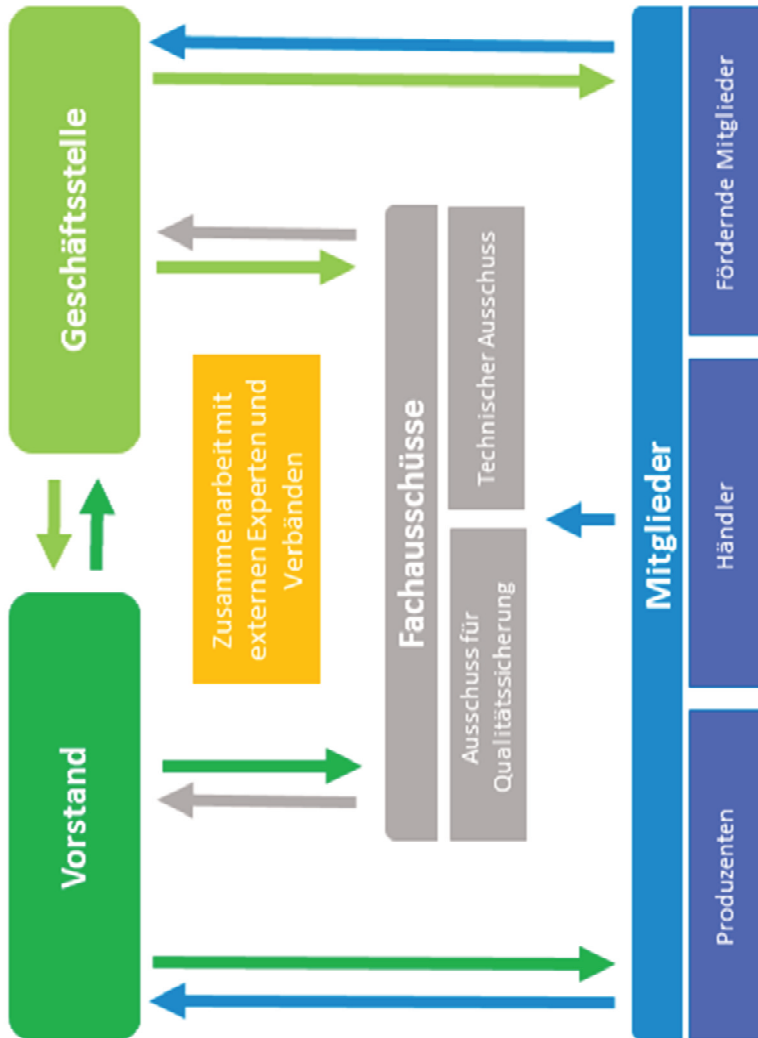 Vorstand
Geschäftsstelle
Zusammenarbeit mit
externen Experten und
Verbänden
Fachausschüsse
Ausschuss für
Qualitätssicherung
Technischer Ausschuss
Mitglieder
Produzenten
Händler
Fördernde Mitglieder